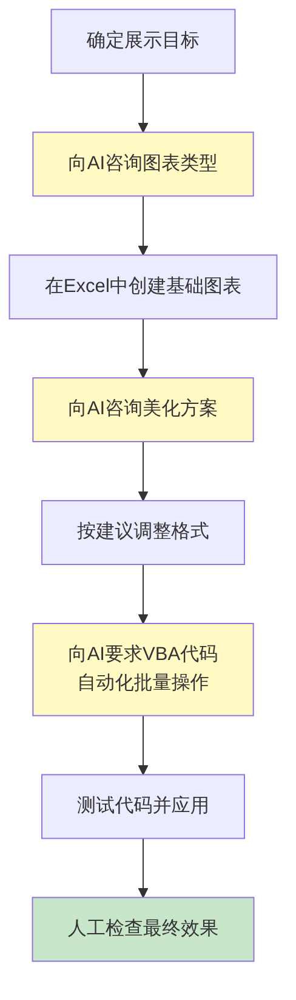 确定展示目标
向AI咨询图表类型
在Excel中创建基础图表
向AI咨询美化方案
按建议调整格式
向AI要求VBA代码
自动化批量操作
测试代码并应用
人工检查最终效果